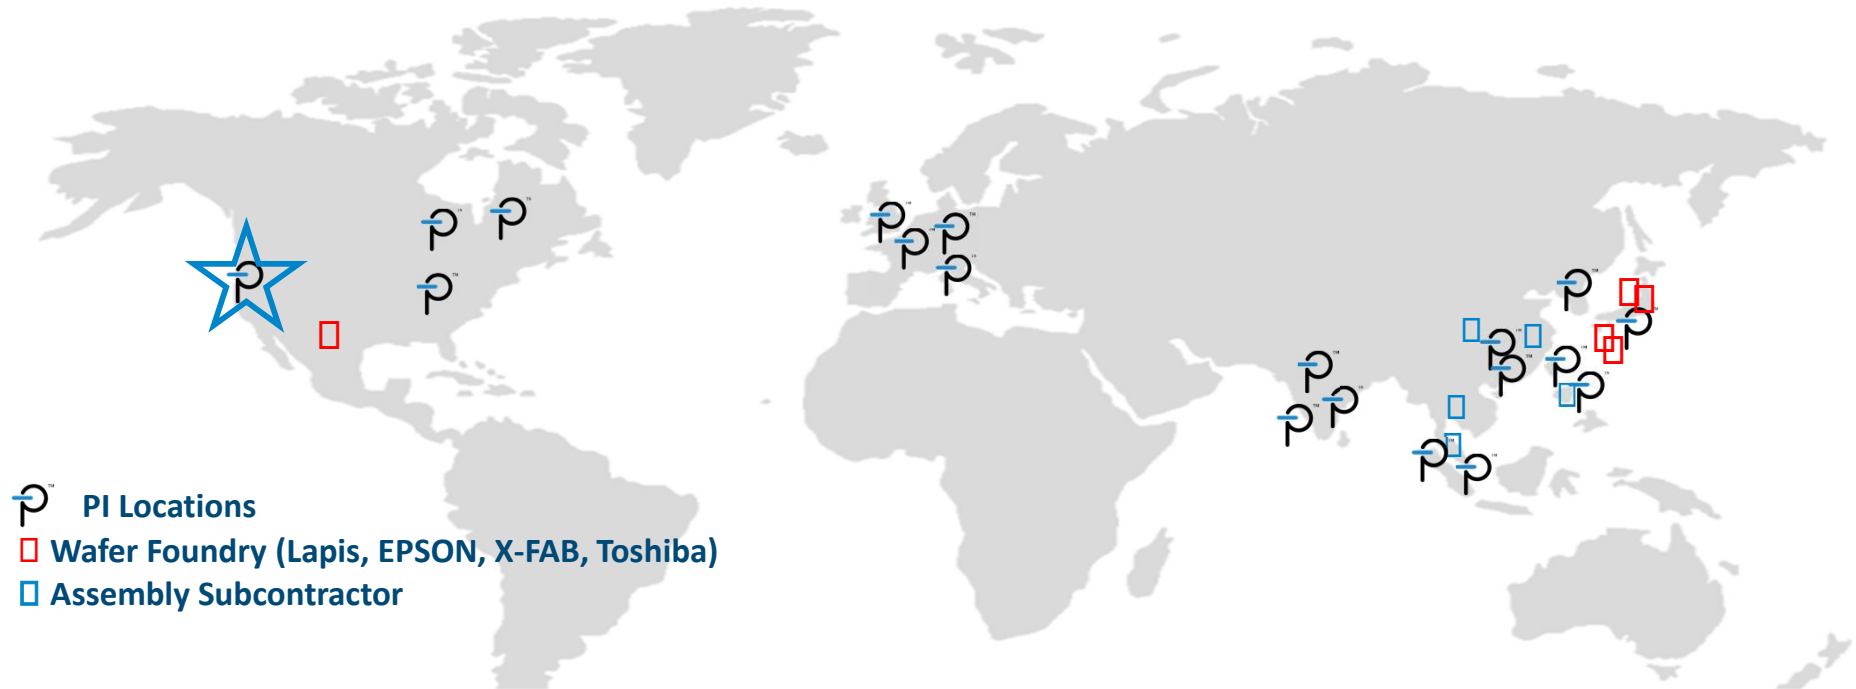 PI Locations
Wafer Foundry (Lapis, EPSON, X-FAB, Toshiba)
Assembly Subcontractor